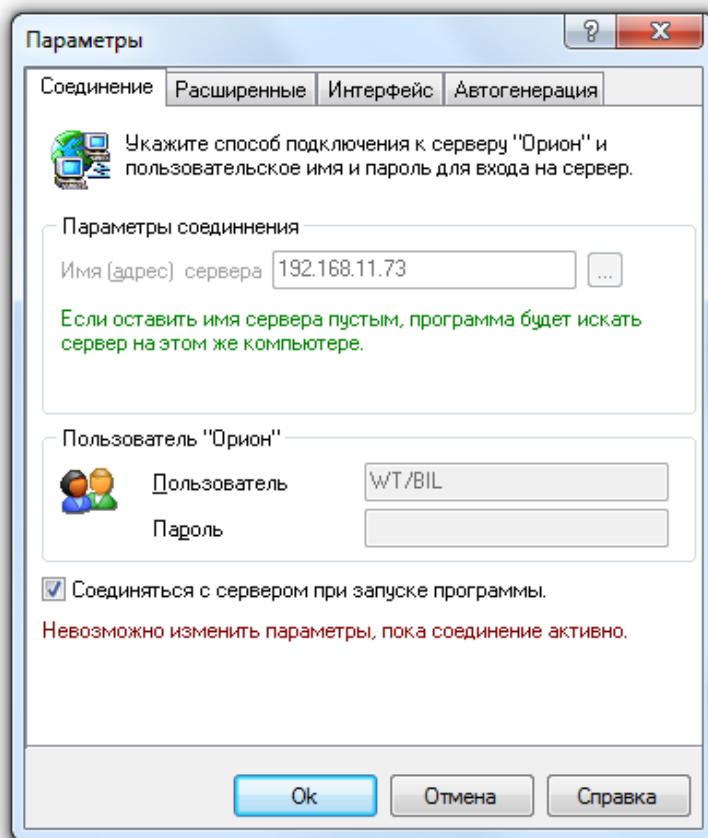 Параметры
Соединение Расширенные Интерфейс Автогенерация
Укажите способ подключения к серверу "Орион" и
пользовательское имя и пароль для входа на сервер.
Параметры соединнения
Имя (адрес) сервера 192.168.11.73 ...
Если оставить имя сервера пустым, программа будет искать
сервер на этом же компьютере.
Пользователь "Орион"
Пользователь WT/BIL
Пароль
Соединяться с сервером при запуске программы.
Невозможно изменить параметры, пока соединение активно.
Ok Отмена Справка